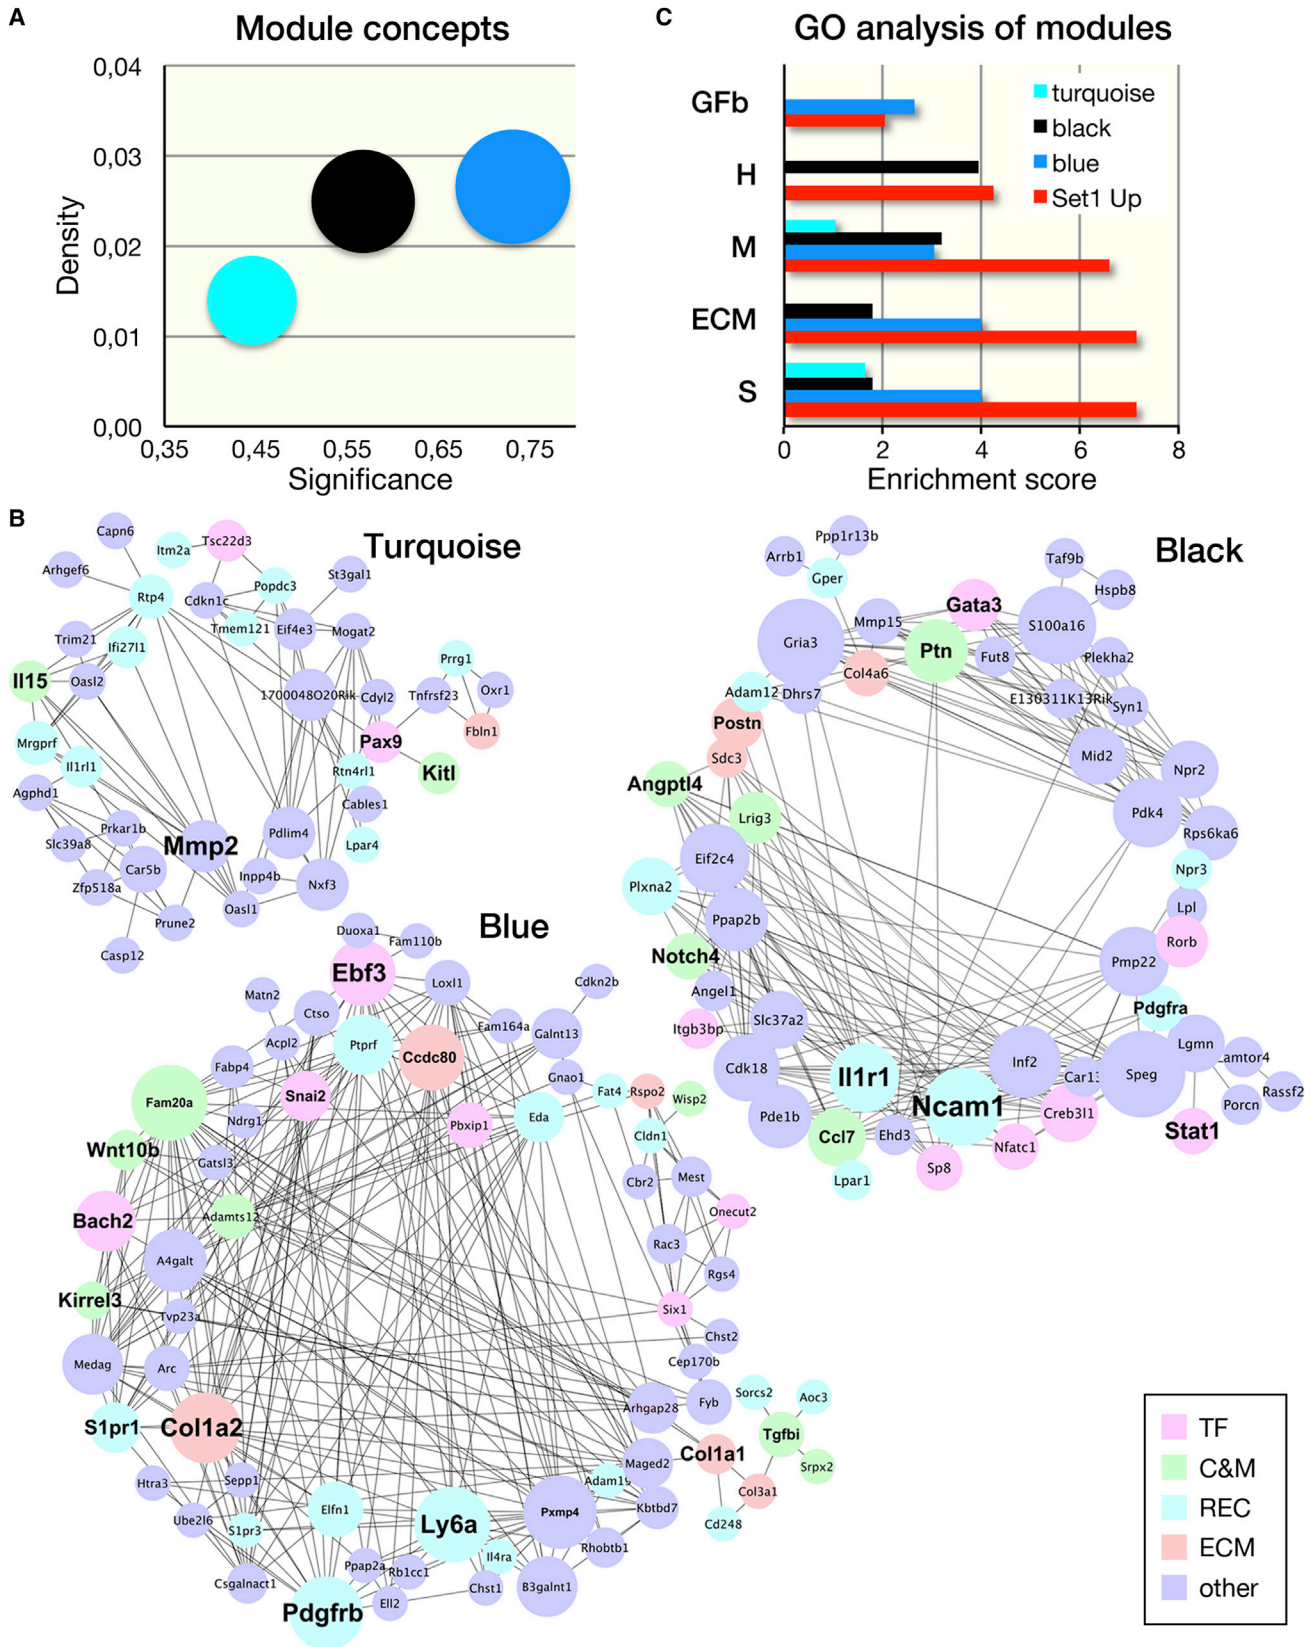 A
Module concepts
0,04
0,03
0,02
0,01
0,00
Density
0,35
0,45
0,55
0,65
0,75
Significance
C
GO analysis of modules
GFb
H
M
ECM
S
turquoise
black
blue
Set1 Up
0
2
4
6
8
Enrichment score
B
Turquoise
Capn6
Itm2a
Tsc22d3
Arhgef6
Rtp4
Cdkn1c
Popdc3
St3gal1
Trim21
Ifi27l1
Tmem121
Eif4e3
Mogat2
Il15
Oasl2
1700048O20Rik
Cdyl2
Tnfrsf23
Prrg1
Oxr1
Fbln1
Mrgprf
Il1rl1
Pax9
Kitl
Agphd1
Rtn4rl1
Cables1
Slc39a8
Prkar1b
Mmp2
Pdlim4
Lpar4
Zfp518a
Car5b
Inpp4b
Nxf3
Prune2
Oasl1
Casp12
Black
Ppp1r13b
Arrb1
Gper
Taf9b
Hspb8
Gata3
Mmp15
S100a16
Gria3
Ptn
Fut8
Plekha2
Col4a6
Adam12
Dhrs7
E130311K13Rik
Syn1
Postn
Sdc3
Mid2
Npr2
Angptl4
Lrig3
Pdk4
Rps6ka6
Eif2c4
Npr3
Plxna2
Ppap2b
Lpl
Rorb
Notch4
Pmp22
Angel1
Pdgfra
Itgb3bp
Slc37a2
Lgmn
Cdk18
Il1r1
Inf2
Speg
Rassf2
Pde1b
Ncam1
Creb3l1
Porcn
Ccl7
Ehd3
Nfatc1
Stat1
Lpar1
Sp8
Blue
Duoxa1
Fam110b
Ebf3
Loxl1
Cdkn2b
Matn2
Ctso
Fam164a
Galnt13
Acpl2
Ptprf
Ccdc80
Fabp4
Gnao1
Fat4
Rspo2
Wisp2
Fam20a
Snai2
Ndrg1
Pbxip1
Eda
Cldn1
Wnt10b
Gatsl3
Cbr2
Mest
Bach2
Adamts12
Onecut2
A4galt
Rac3
Rgs4
Kirrel3
Tvp23a
Six1
Chst2
Medag
Arc
Cep170b
Arhgap28
Fyb
Sorcs2
Aoc3
S1pr1
Col1a2
Col1a1
Tgfbi
Srpx2
Htra3
Sepp1
Maged2
Col3a1
Ube2l6
S1pr3
Elfn1
Ly6a
Pxmp4
Kbtbd7
Cd248
Csgalnact1
Ppap2a
Rb1cc1
Il4ra
Rhobtb1
Pdgfrb
Ell2
Chst1
B3galnt1
TF
C&M
REC
ECM
other